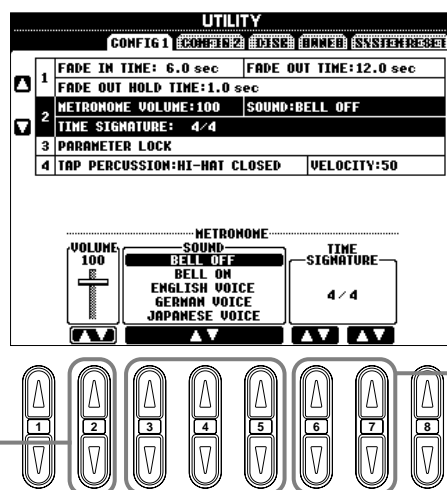 UTILITY
CONFIG 1 CONFIG 2 DISK OWNER SYSTEM RESET
1 FADE IN TIME: 6.0 sec FADE OUT TIME:12.0 sec
FADE OUT HOLD TIME:1.0 sec
2 METRONOME VOLUME:100 SOUND:BELL OFF
TIME SIGNATURE: 4/4
3 PARAMETER LOCK
4 TAP PERCUSSION:HI-HAT CLOSED VELOCITY:50
METRONOME
VOLUME SOUND TIME SIGNATURE
100 BELL OFF
BELL ON
ENGLISH VOICE
GERMAN VOICE
JAPANESE VOICE
4/4
1 2 3 4 5 6 7 8